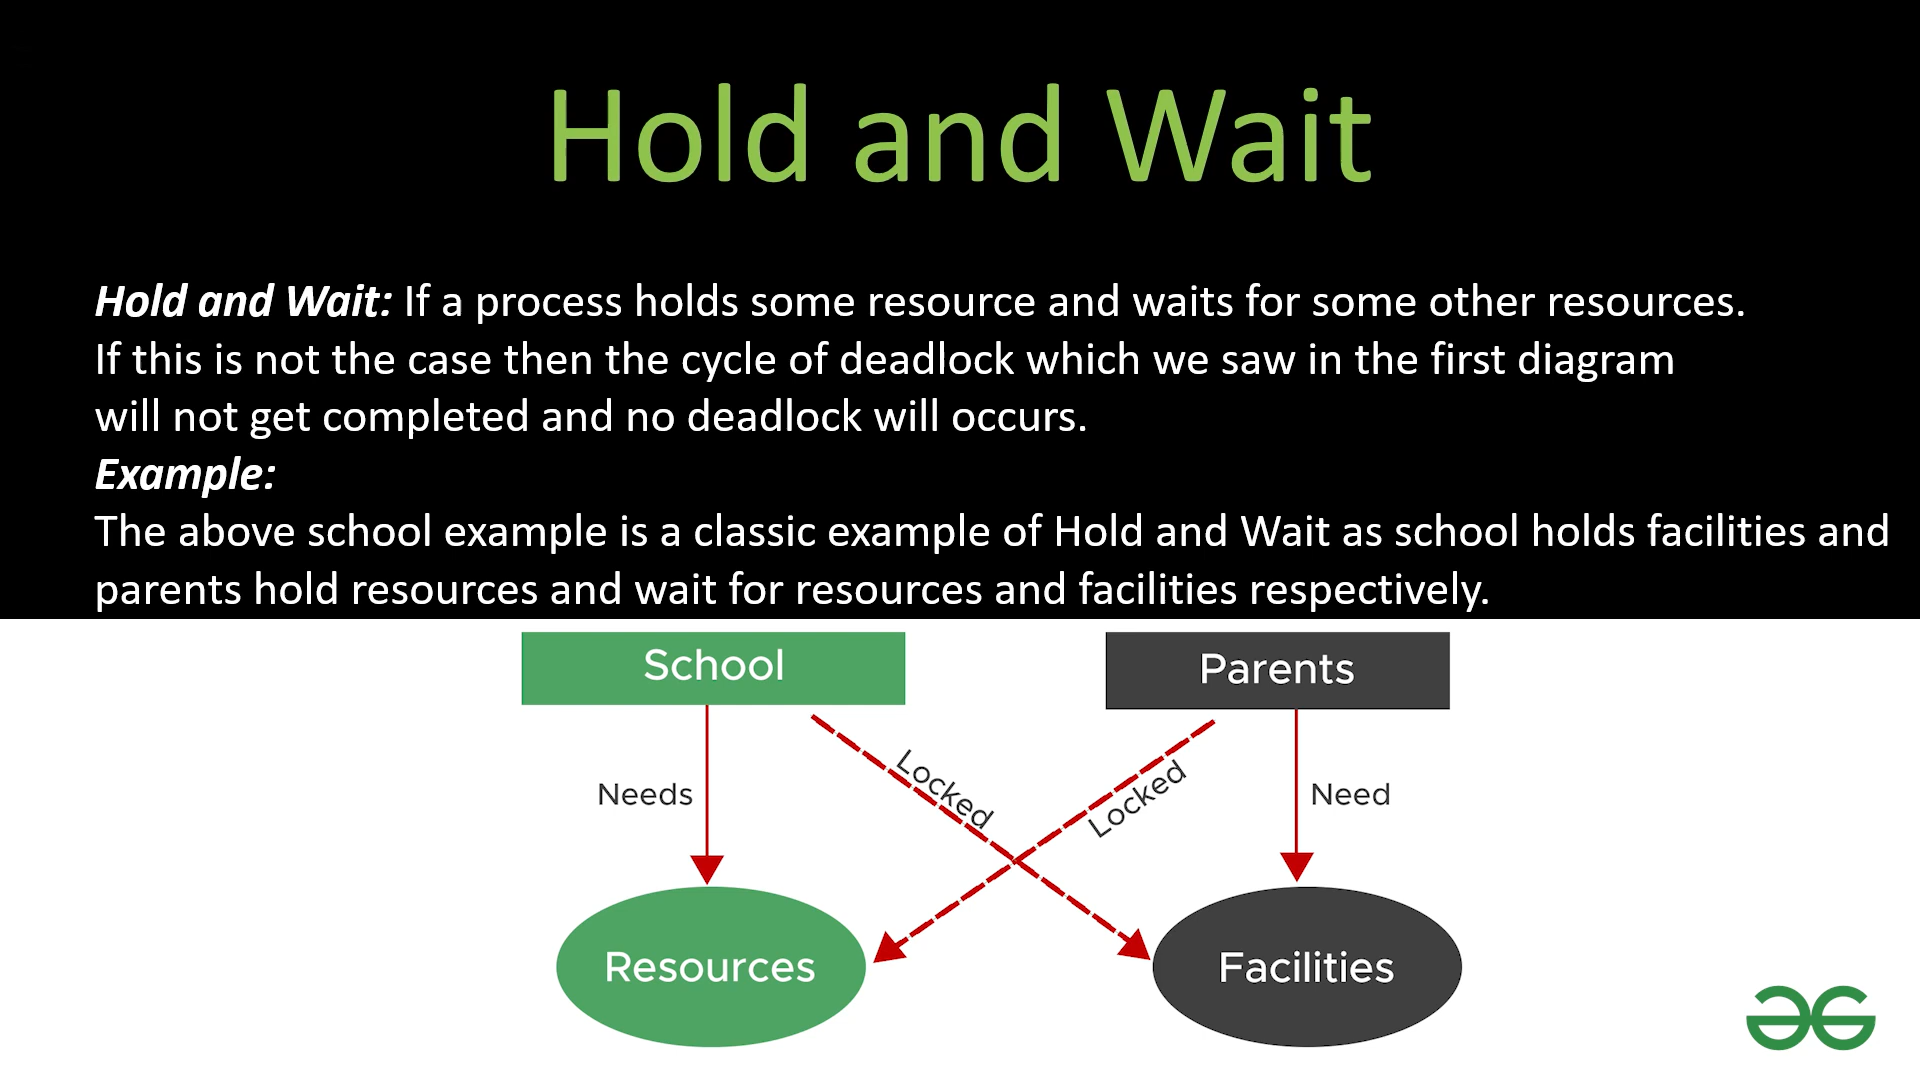 Hold and Wait
Hold and Wait: If a process holds some resource and waits for some other resources.
If this is not the case then the cycle of deadlock which we saw in the first diagram
will not get completed and no deadlock will occurs.
Example:
The above school example is a classic example of Hold and Wait as school holds facilities and
parents hold resources and wait for resources and facilities respectively.
School
Parents
Locked
Locked
Needs
Need
Resources
Facilities